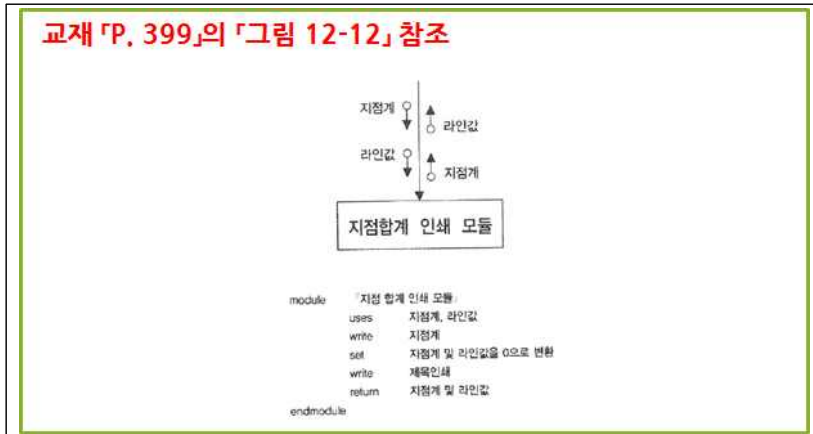 교재 「P. 399」의 「그림 12-12」 참조
지점계 라인값
라인값 지점계
지점합계 인쇄 모듈
module 「지점 합계 인쇄 모듈」
uses 지점계, 라인값
write 지점계
set 지점계 및 라인값을 0으로 변환
write 제목인쇄
return 지점계 및 라인값
endmodule